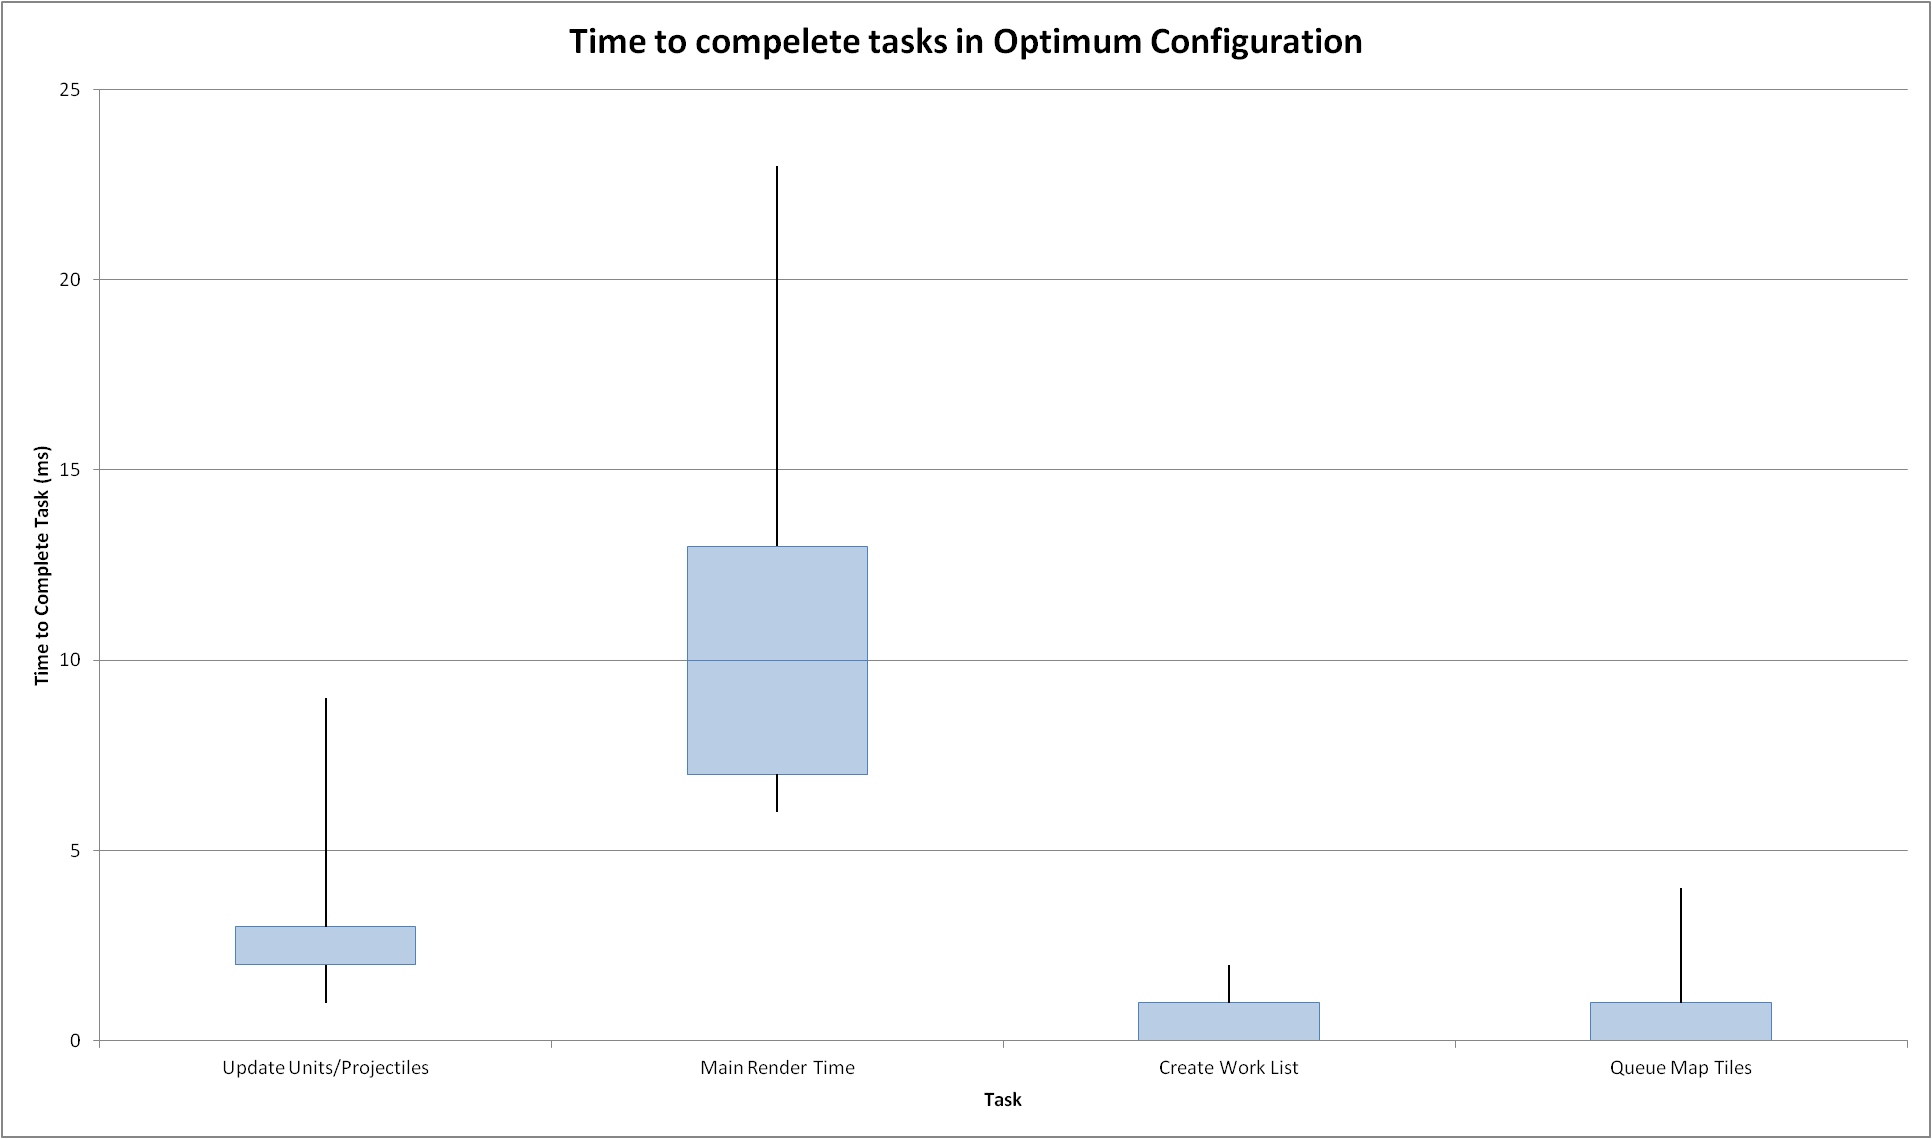 Time to compelete tasks in Optimum Configuration
25
20
15
10
5
0
Time to Complete Task (ms)
Update Units/Projectiles
Main Render Time
Create Work List
Queue Map Tiles
Task